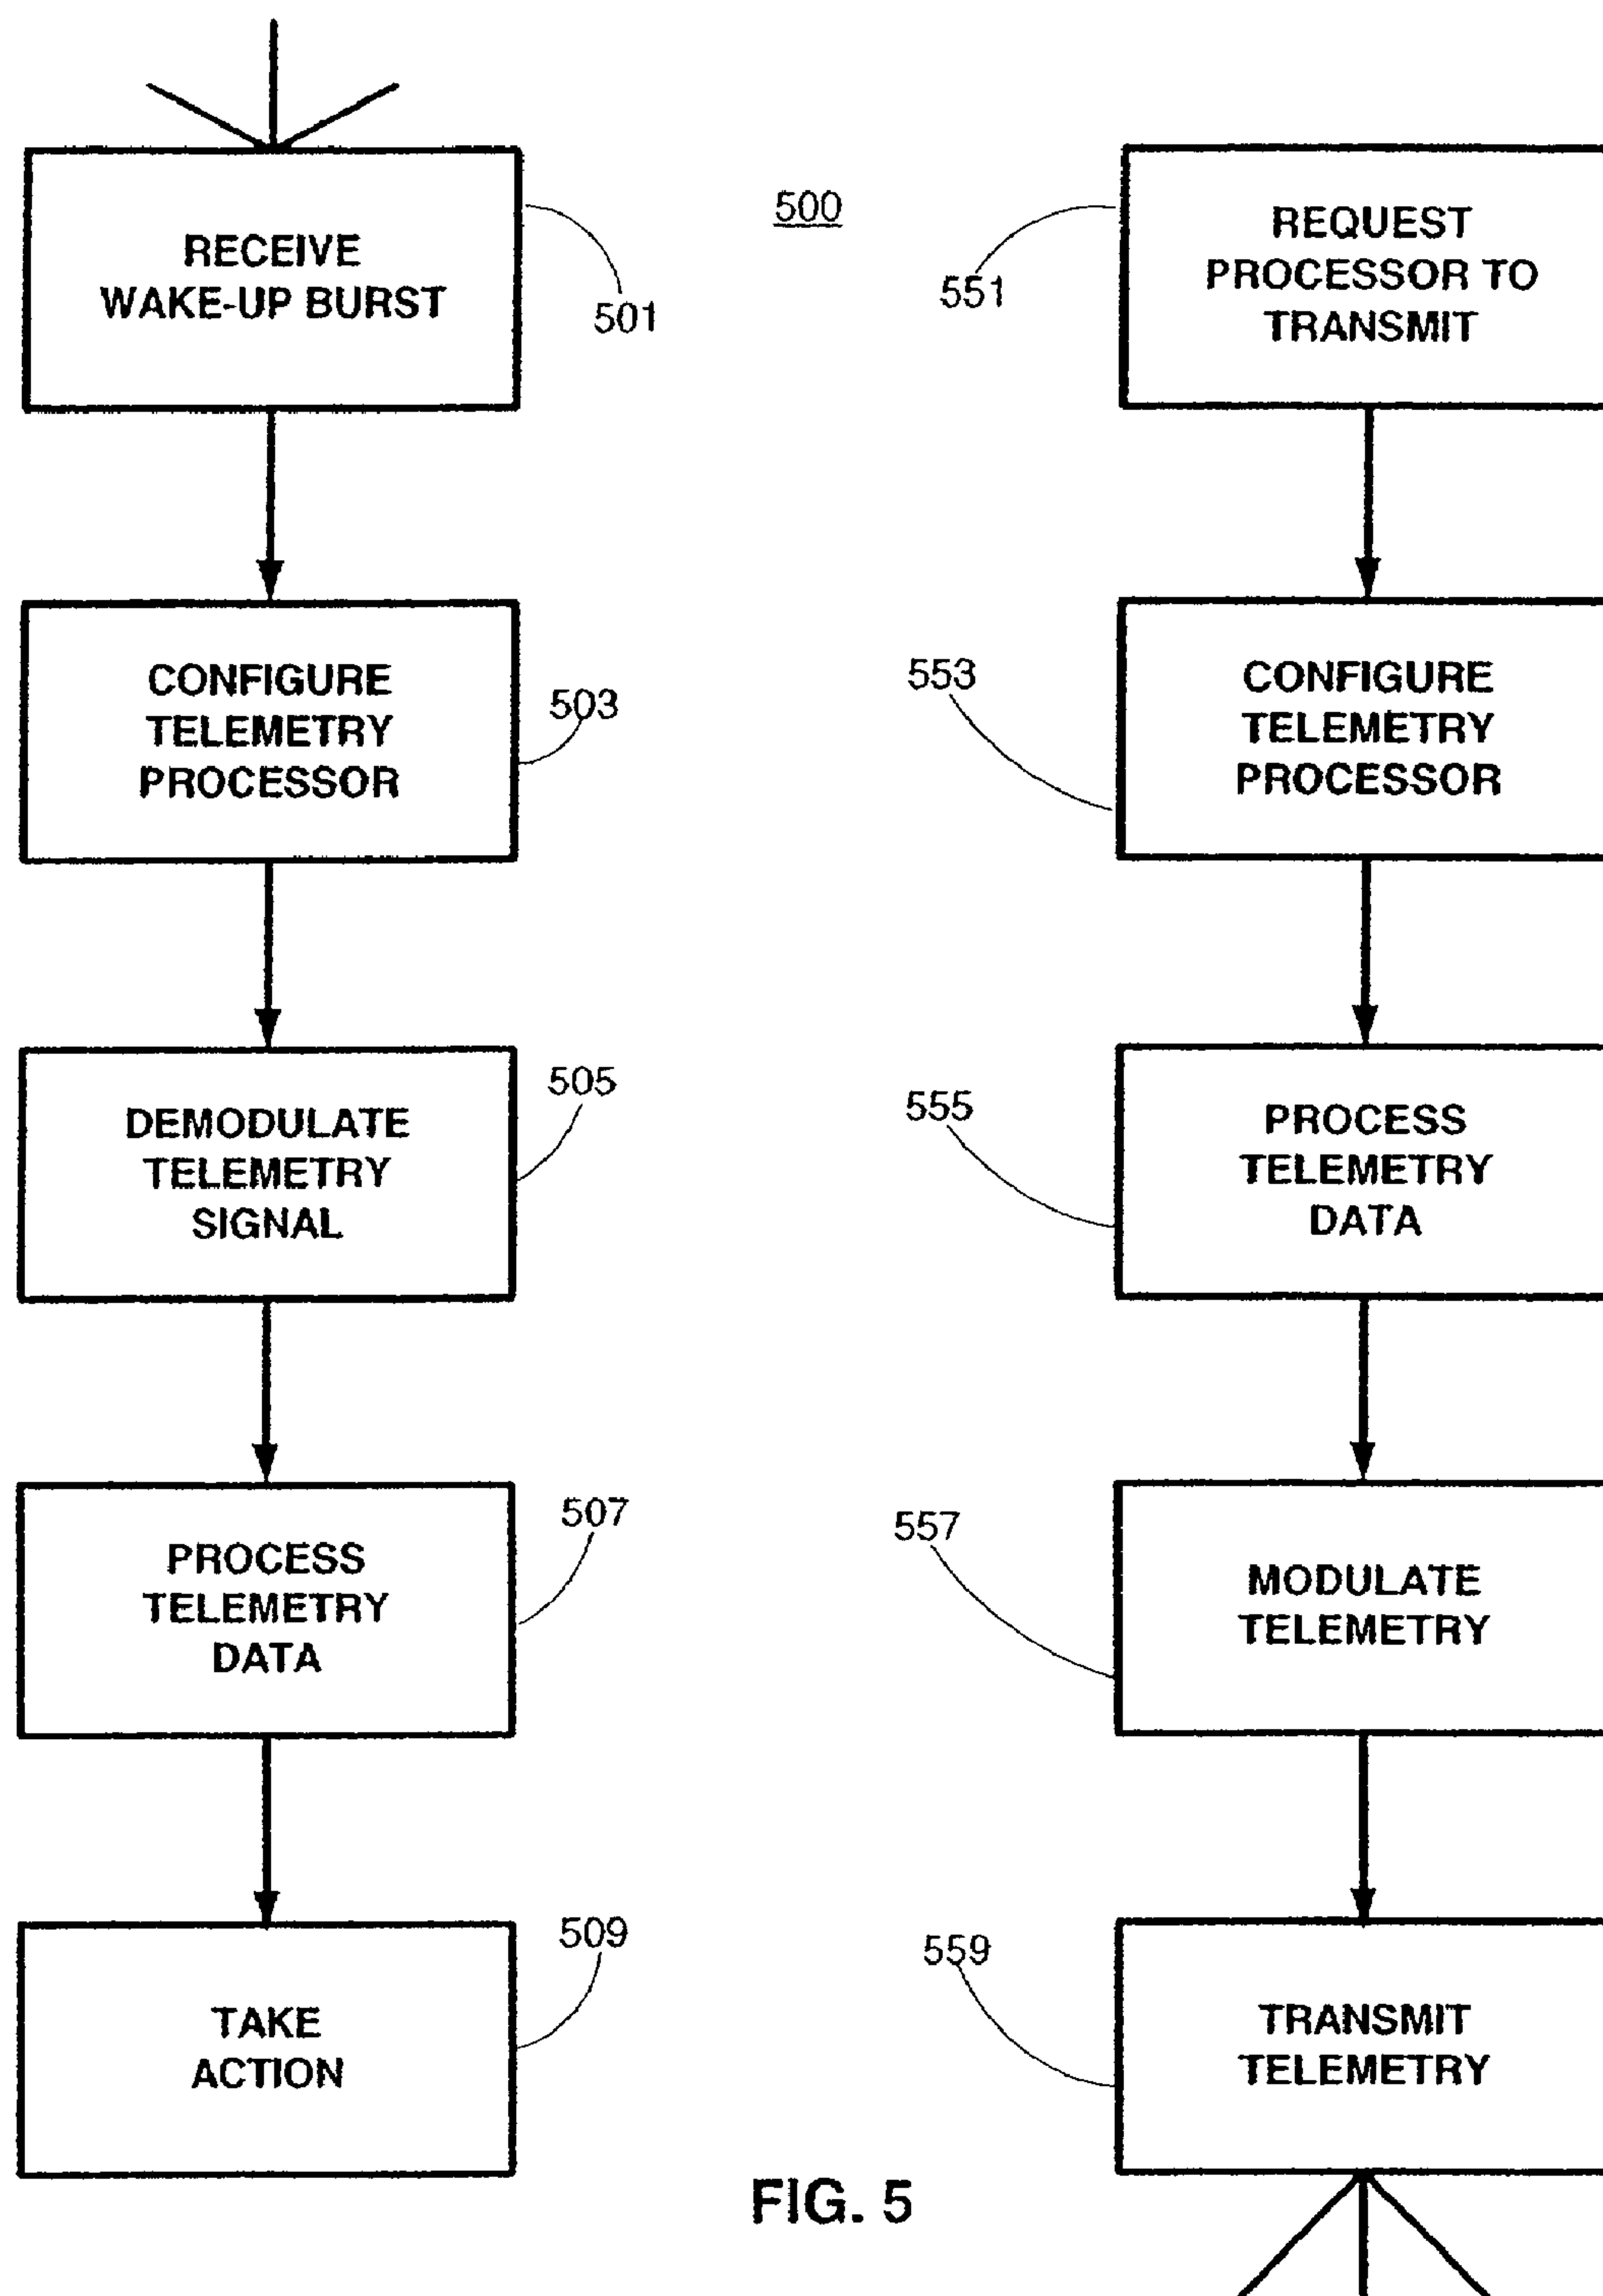 RECEIVE
WAKE-UP BURST
501
CONFIGURE
TELEMETRY
PROCESSOR
503
DEMODULATE
TELEMETRY
SIGNAL
505
PROCESS
TELEMETRY
DATA
507
TAKE
ACTION
509
500
REQUEST
PROCESSOR TO
TRANSMIT
551
CONFIGURE
TELEMETRY
PROCESSOR
553
PROCESS
TELEMETRY
DATA
555
MODULATE
TELEMETRY
557
TRANSMIT
TELEMETRY
559
FIG. 5